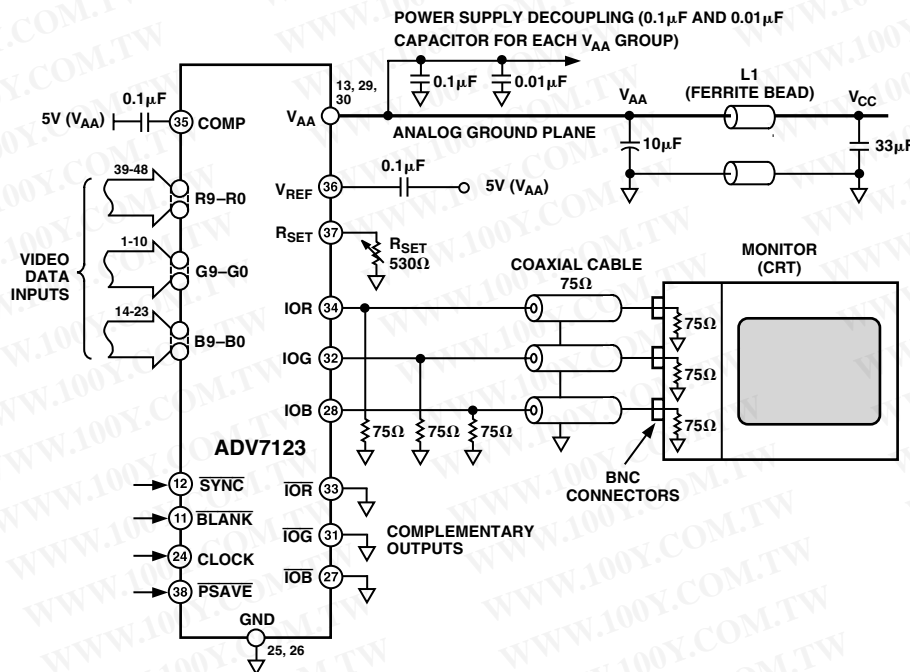 POWER SUPPLY DECOUPLING (0.1μF AND 0.01μF
CAPACITOR FOR EACH VAA GROUP)
0.1μF
0.01μF
L1
(FERRITE BEAD)
VAA
VCC
13, 29,
30
VAA
ANALOG GROUND PLANE
10μF
33μF
0.1μF
5V (VAA)
35
COMP
39-48
R9–R0
VREF
36
0.1μF
5V (VAA)
RSET
37
RSET
530Ω
1-10
G9–G0
VIDEO
DATA
INPUTS
14-23
B9–B0
COAXIAL CABLE
75Ω
MONITOR
(CRT)
IOR
34
75Ω
IOG
32
75Ω
IOB
28
75Ω
75Ω
75Ω
75Ω
BNC
CONNECTORS
ADV7123
12
SYNC
IOR
33
11
BLANK
IOG
31
COMPLEMENTARY
OUTPUTS
24
CLOCK
IOB
27
38
PSAVE
GND
25, 26
WWW.100Y.COM.TW